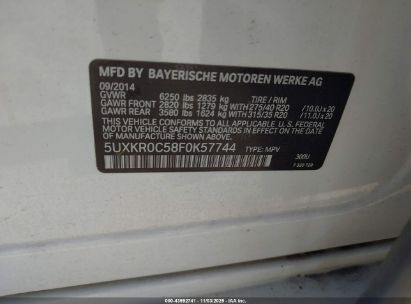 MFD BY BAYERISCHE MOTOREN WERKE AG
09/2014
GVWR 6250 lbs 2835 kg TIRE / RIM
GAWR FRONT 2820 lbs 1279 kg WITH 275/40 R20 / 10.0J x 20
GAWR REAR 3580 lbs 1624 kg WITH 315/35 R20 / 11.0J x 20
THIS VEHICLE CONFORMS TO ALL APPLICABLE FEDERAL
MOTOR VEHICLE SAFETY STANDARDS IN EFFECT ON THE DATE
OF MANUFACTURE SHOWN ABOVE.
5UXKR0C58F0K57744 TYPE: MPV